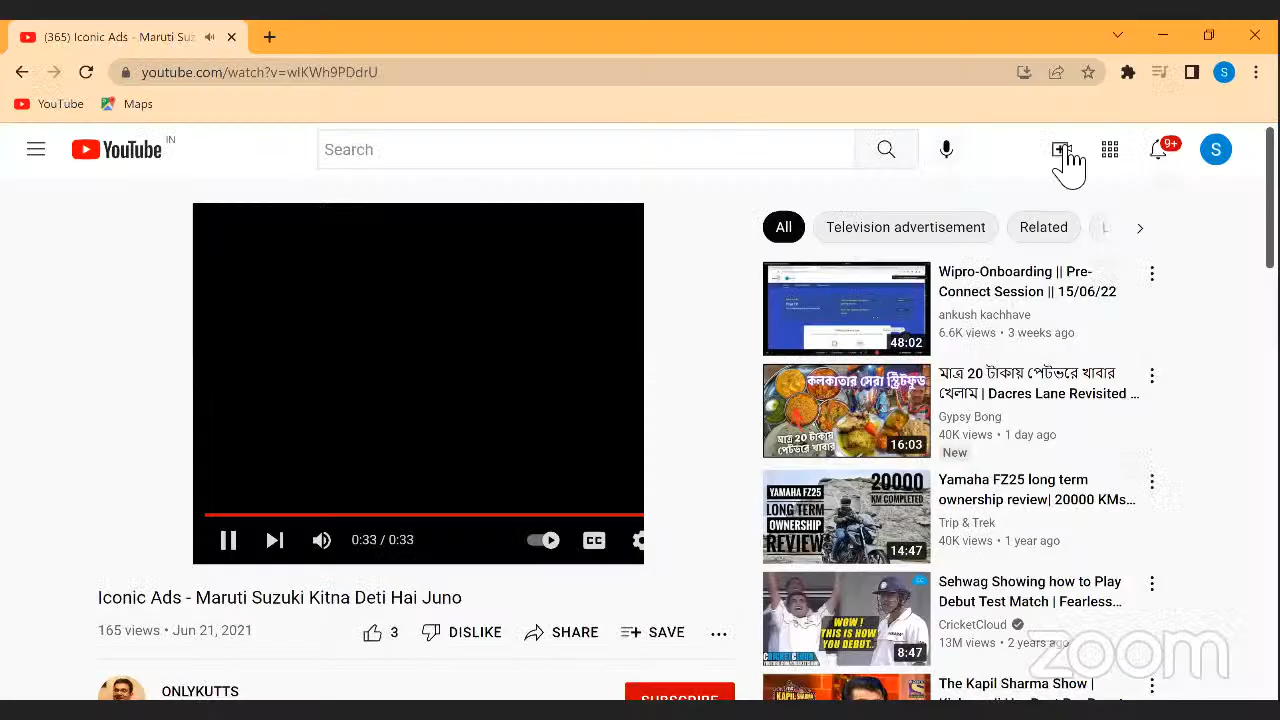 (365) Iconic Ads - Maruti Suz
youtube.com/watch?v=wIKWh9PDdrU
S
YouTube
Maps
YouTube IN
Search
9+
S
All
Television advertisement
Related
Wipro-Onboarding || Pre-
Connect Session || 15/06/22
ankush kachhave
6.6K views • 3 weeks ago
48:02
মাত্র 20 টাকায় পেটভরে খাবার
খেলাম | Dacres Lane Revisited ...
Gypsy Bong
40K views • 1 day ago
New
কলকাতার সেরা স্ট্রিটফুড
মাত্র 20 টাকায়
পেটভরে খাবার
16:03
Yamaha FZ25 long term
ownership review| 20000 KMs...
Trip & Trek
40K views • 1 year ago
YAMAHA FZ25
LONG TERM
OWNERSHIP
REVIEW
20000
KM COMPLETED
14:47
Sehwag Showing how to Play
Debut Test Match | Fearless...
CricketCloud
13M views • 2 years ago
WOW !
THIS IS HOW
YOU DEBUT..
8:47
The Kapil Sharma Show |
0:33 / 0:33
CC
Iconic Ads - Maruti Suzuki Kitna Deti Hai Juno
165 views • Jun 21, 2021
3
DISLIKE
SHARE
SAVE
ONLYKUTTS
SUBSCRIBE
zoom